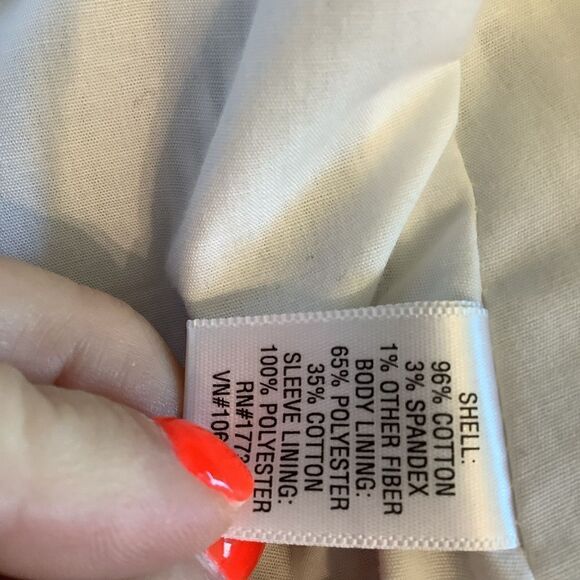 SHELL:
96% COTTON
3% SPANDEX
1% OTHER FIBER
BODY LINING:
65% POLYESTER
35% COTTON
SLEEVE LINING:
100% POLYESTER